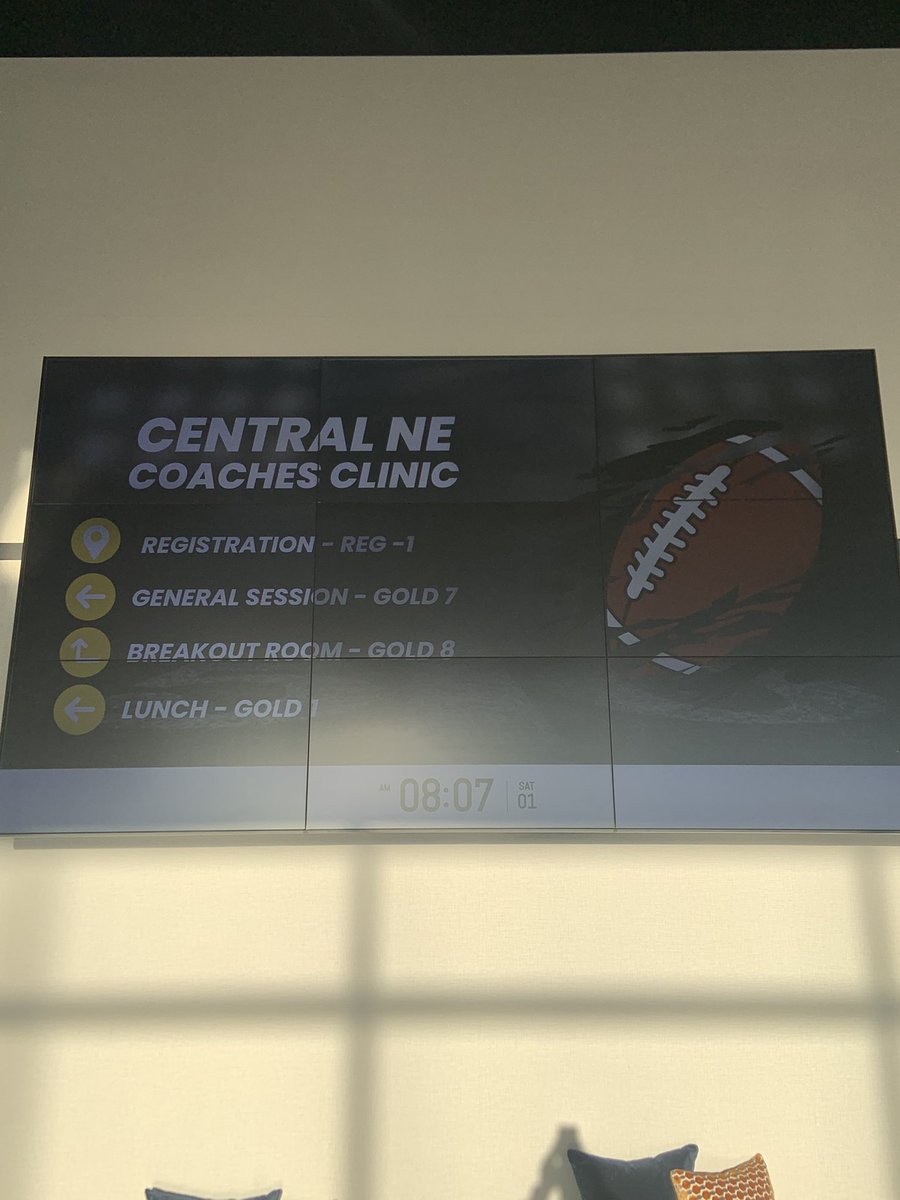 CENTRAL NE
COACHES CLINIC
REGISTRATION - REG -1
GENERAL SESSION - GOLD 7
BREAKOUT ROOM - GOLD 8
LUNCH - GOLD 1
AM 08:07 SAT 01